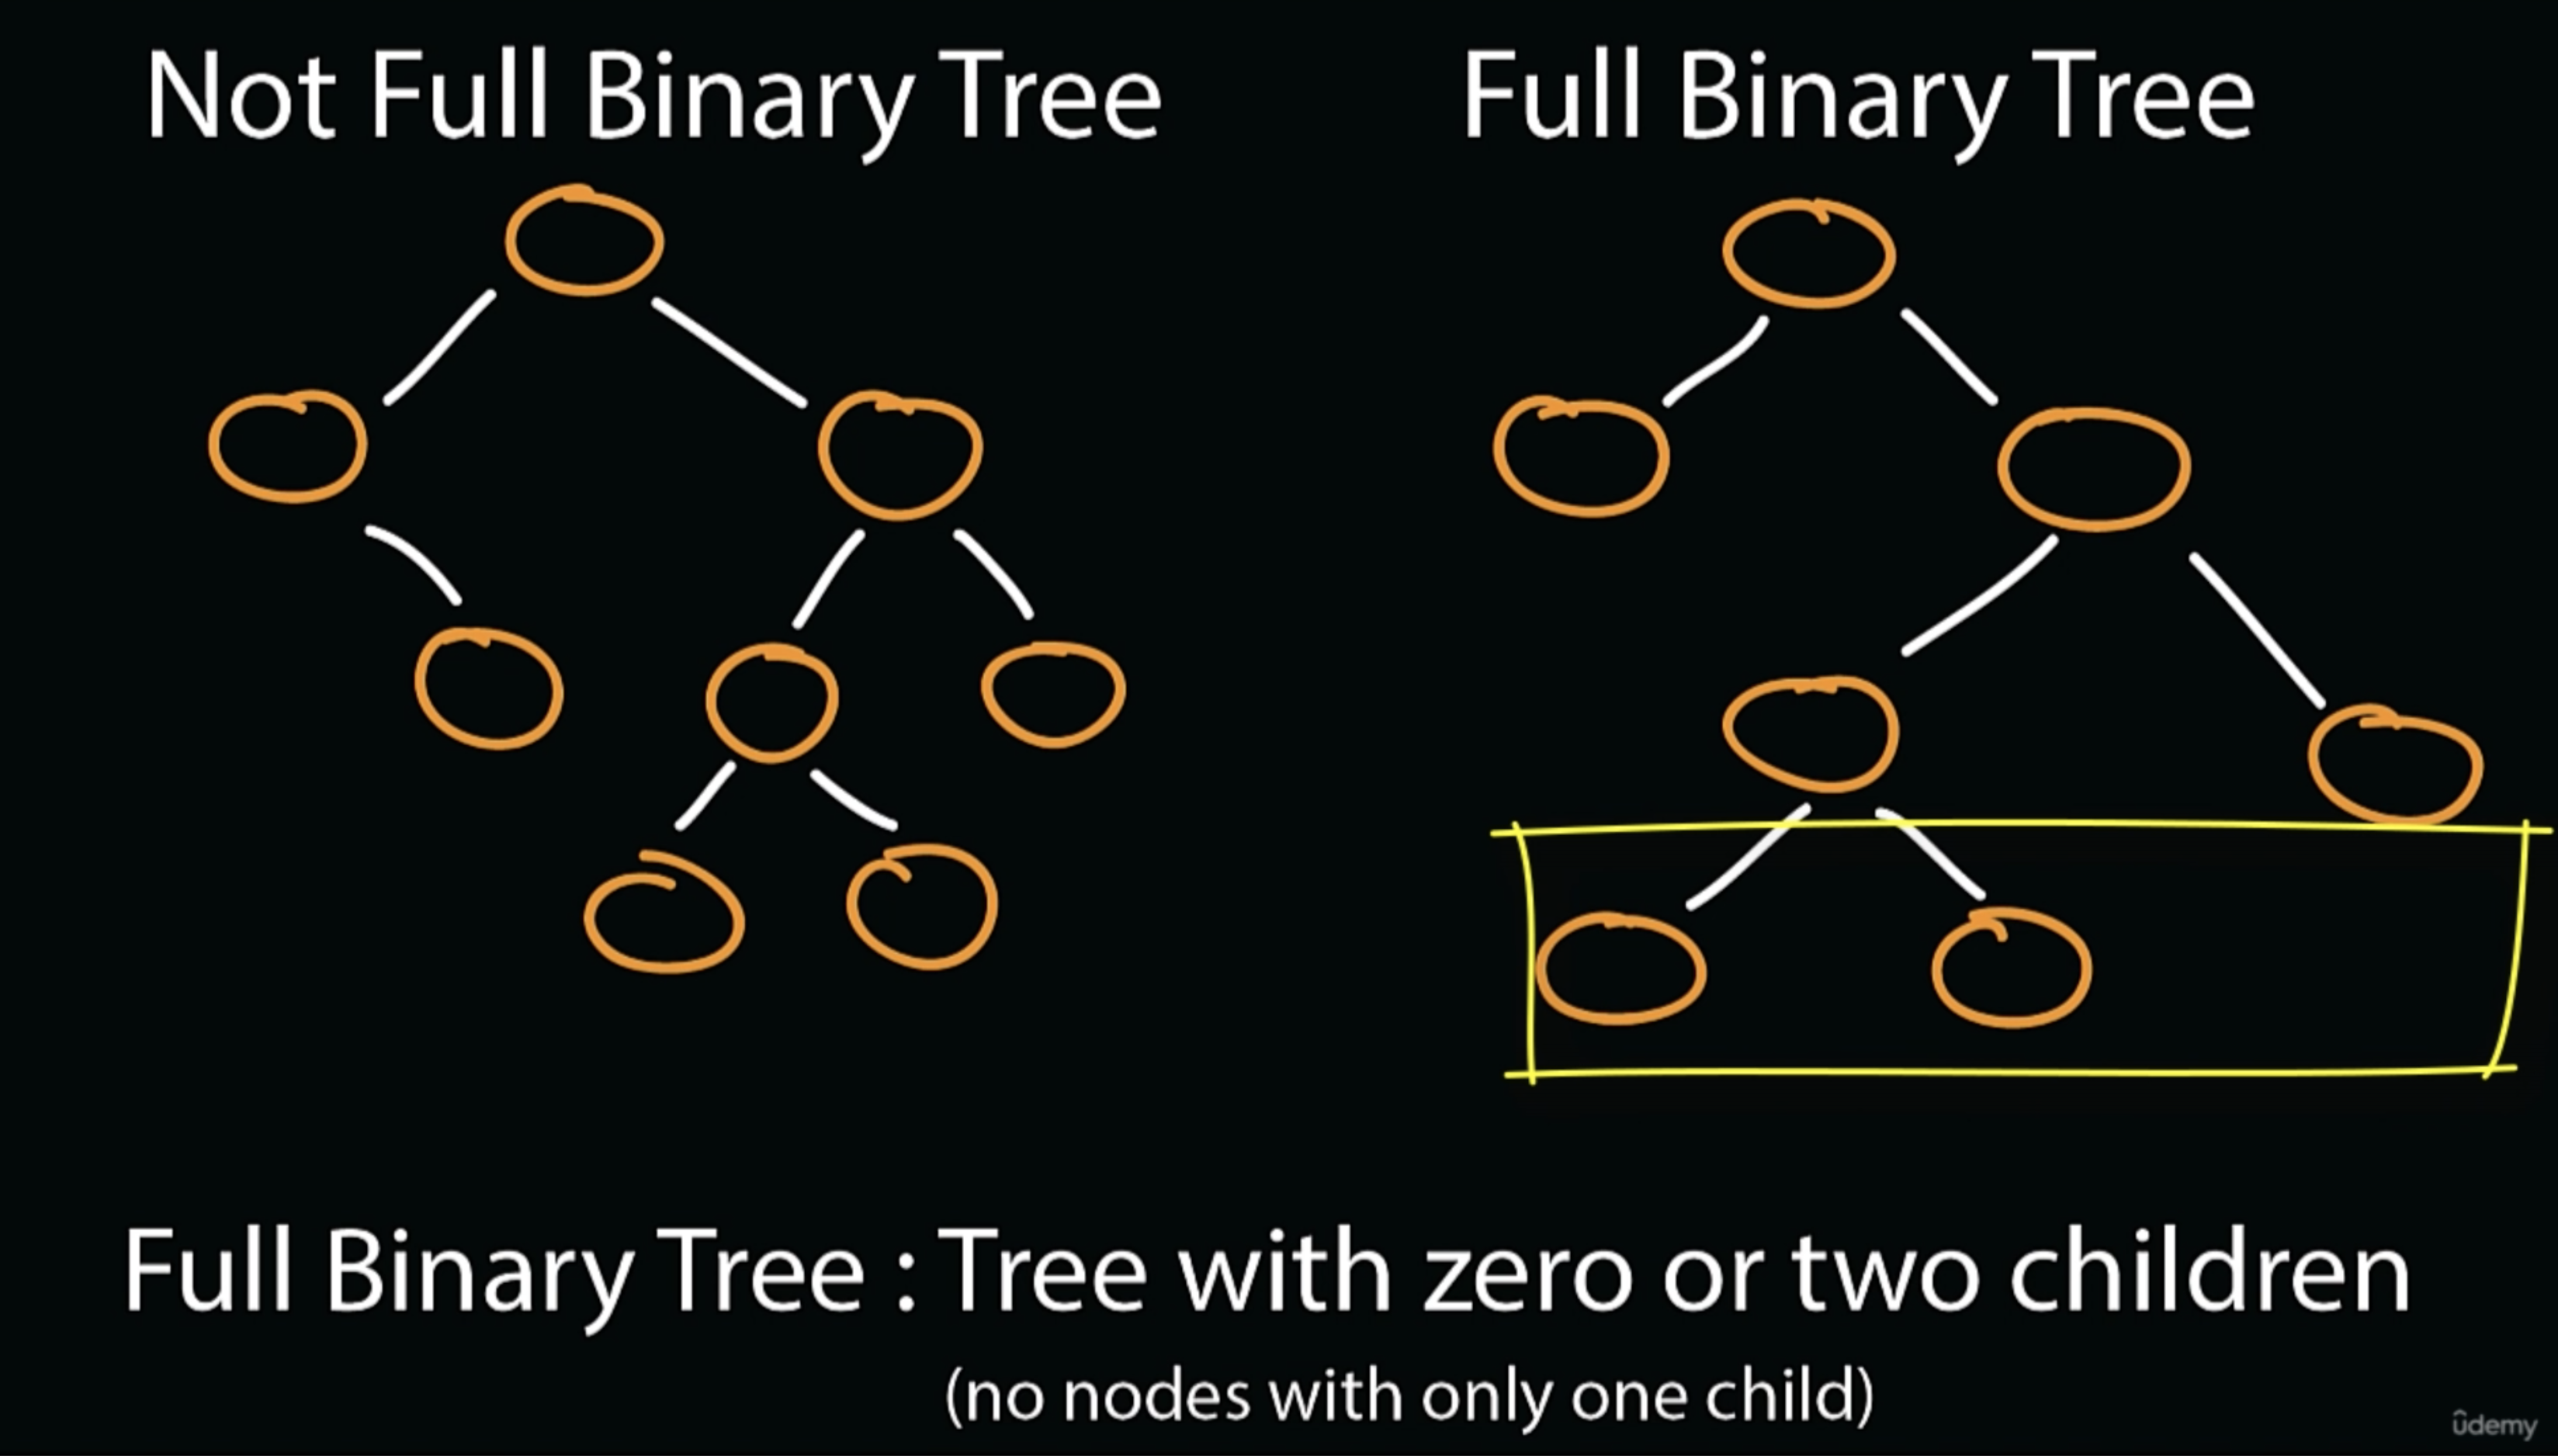 Not Full Binary Tree
Full Binary Tree
Full Binary Tree : Tree with zero or two children
(no nodes with only one child)
ûdemy